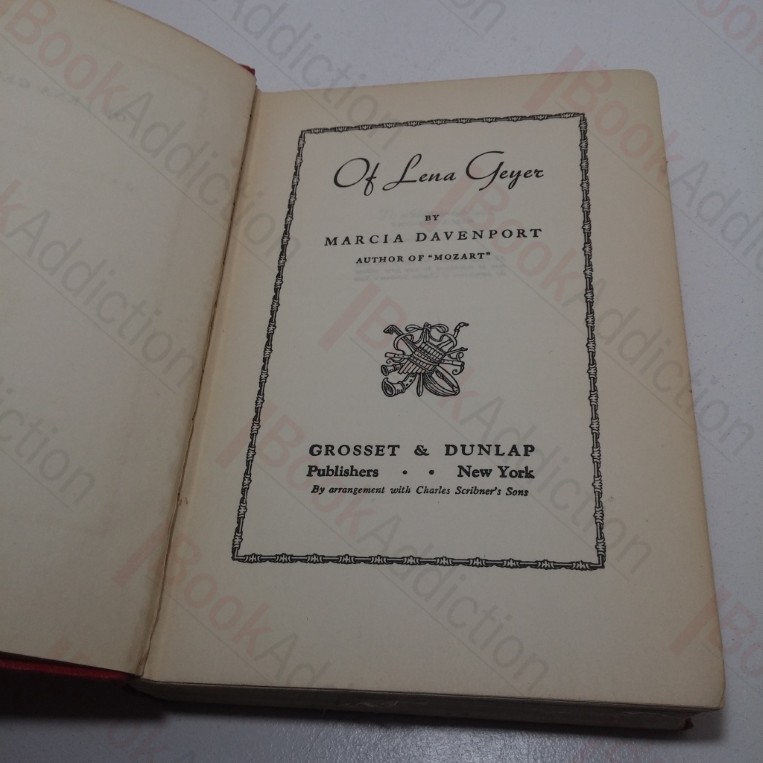 Of Lena Geyer
BY
MARCIA DAVENPORT
AUTHOR OF "MOZART"
GROSSET & DUNLAP
Publishers • • New York
By arrangement with Charles Scribner's Sons
BookAddiction